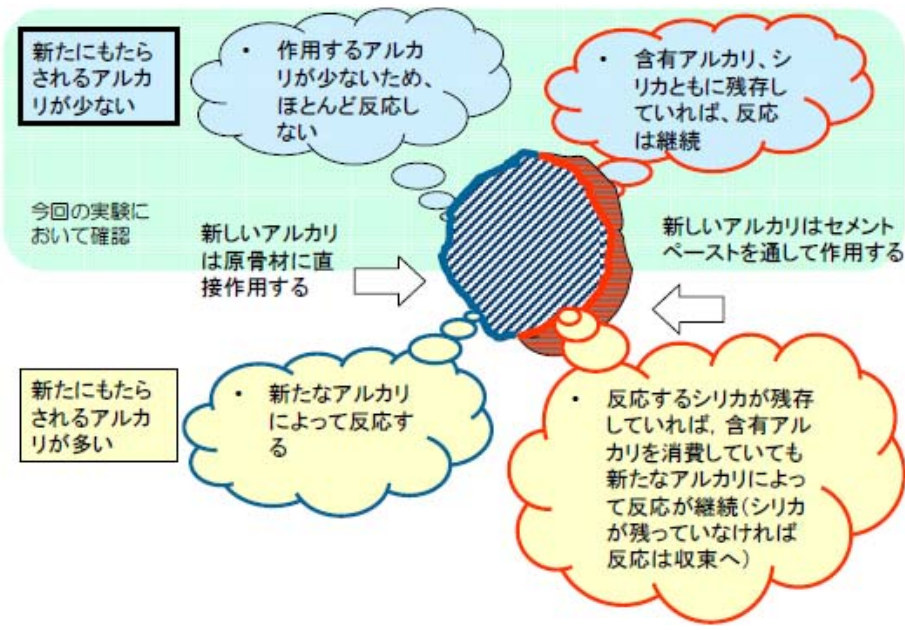 新たにもたら
されるアルカ
リが少ない
・ 作用するアルカ
リが少ないため、
ほとんど反応し
ない
・ 含有アルカリ、シ
リカともに残存し
ていれば、反応
は継続
今回の実験に
おいて確認
新しいアルカリ
は原骨材に直
接作用する
新しいアルカリはセメント
ペーストを通して作用する
新たにもたら
されるアルカ
リが多い
・ 新たなアルカリ
によって反応す
る
・ 反応するシリカが残存
していれば，含有アル
カリを消費していても
新たなアルカリによっ
て反応が継続（シリカ
が残っていなければ
反応は収束へ）